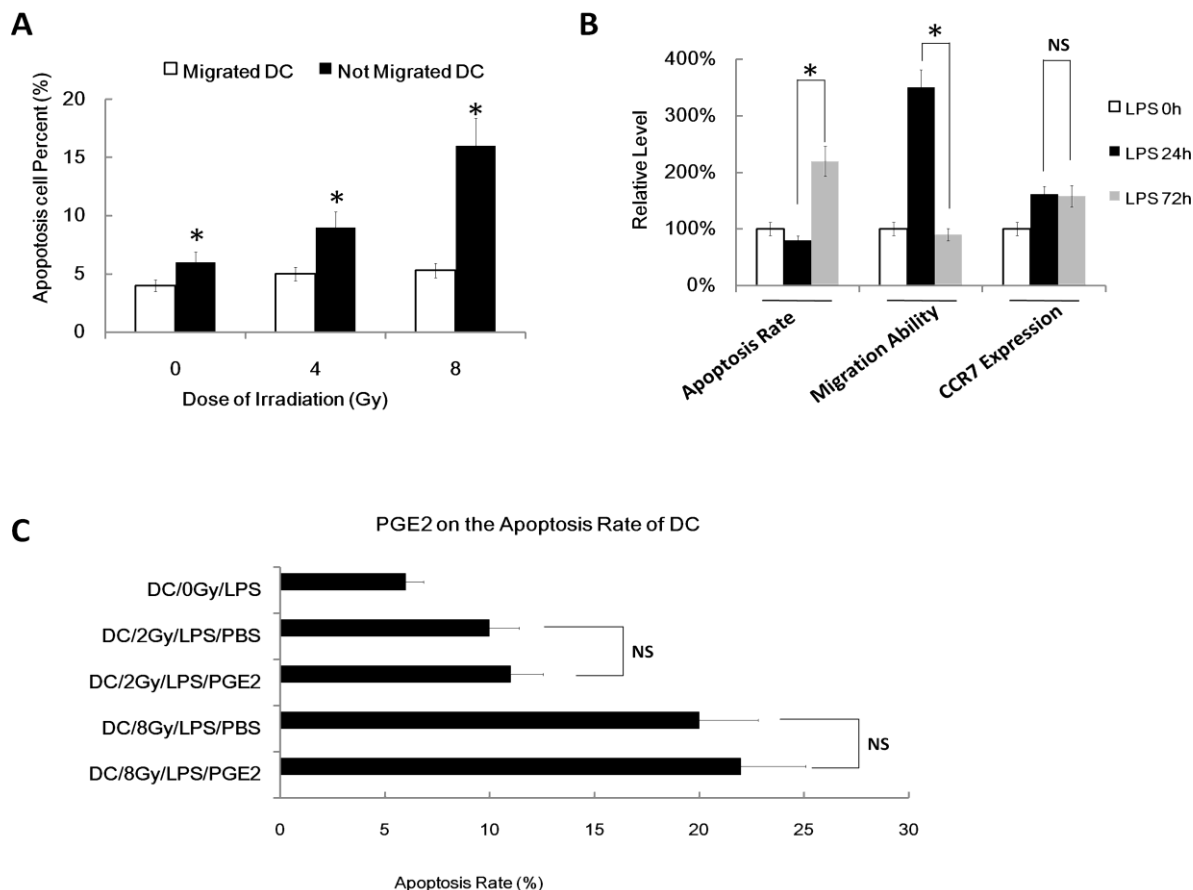 A
Migrated DC Not Migrated DC
Apopotosis cell Percent (%)
20
15
10
5
0
* * *
0 4 8
Dose of Irradiation (Gy)
B
Relative Level
400%
300%
200%
100%
0%
* * NS
LPS 0h
LPS 24h
LPS 72h
Apoptosis Rate
Migration Ability
CCR7 Expression
C
PGE2 on the Apoptosis Rate of DC
DC/0Gy/LPS
DC/2Gy/LPS/PBS
DC/2Gy/LPS/PGE2
DC/8Gy/LPS/PBS
DC/8Gy/LPS/PGE2
NS
NS
0 5 10 15 20 25 30
Apoptosis Rate (%)